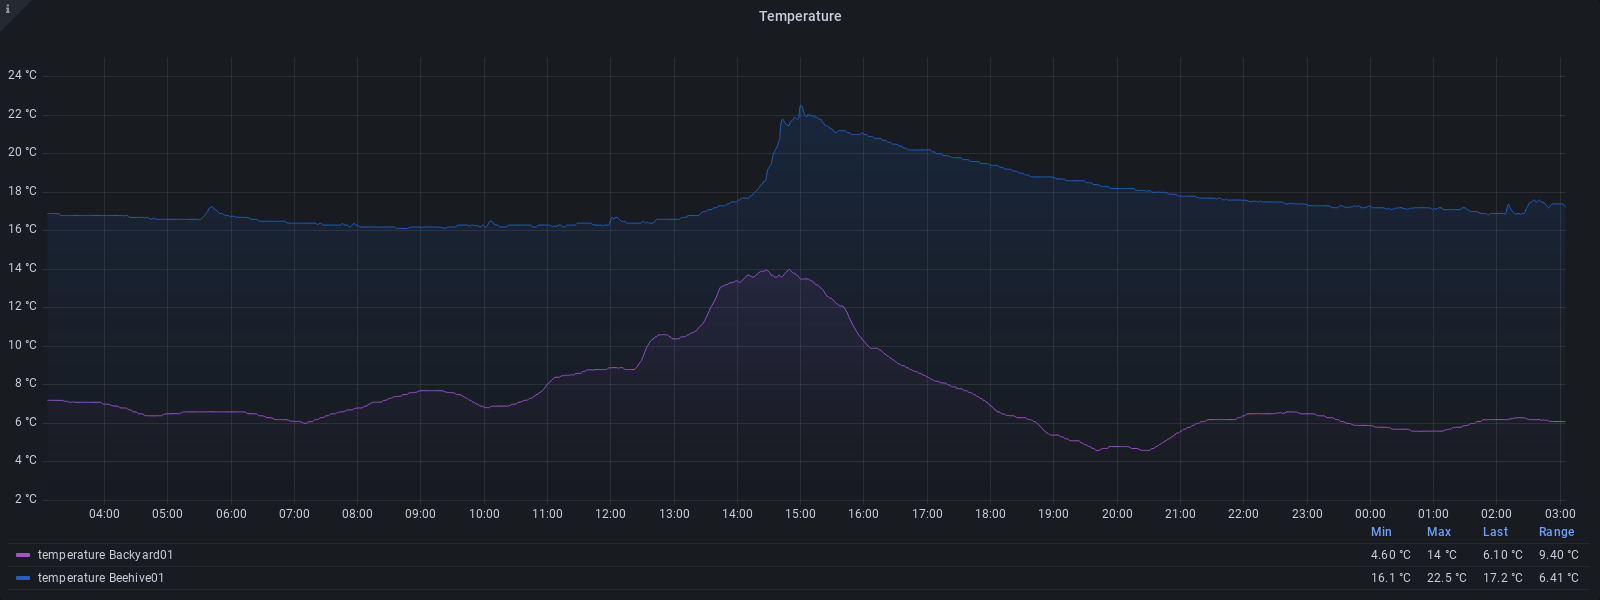 i
Temperature
24 °C
22 °C
20 °C
18 °C
16 °C
14 °C
12 °C
10 °C
8 °C
6 °C
4 °C
2 °C
04:00 05:00 06:00 07:00 08:00 09:00 10:00 11:00 12:00 13:00 14:00 15:00 16:00 17:00 18:00 19:00 20:00 21:00 22:00 23:00 00:00 01:00 02:00 03:00
Min Max Last Range
temperature Backyard01 4.60 °C 14 °C 6.10 °C 9.40 °C
temperature Beehive01 16.1 °C 22.5 °C 17.2 °C 6.41 °C